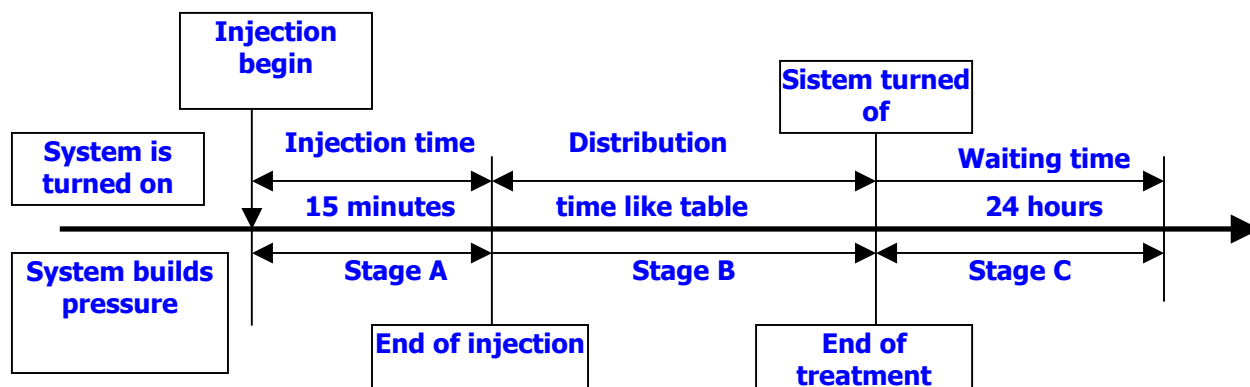 Injection
begin
Sistem turned
of
System is
turned on
Injection time
Distribution
Waiting time
15 minutes
time like table
24 hours
System builds
pressure
Stage A
Stage B
Stage C
End of injection
End of
treatment